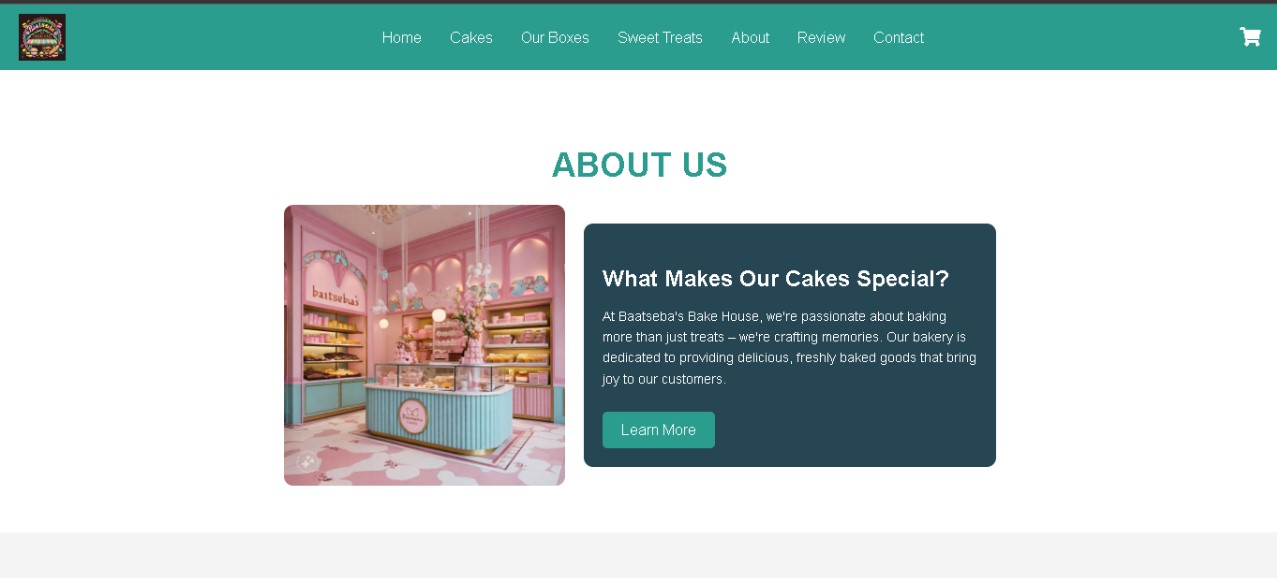 Home Cakes Our Boxes Sweet Treats About Review Contact
ABOUT US
baatseba's
What Makes Our Cakes Special?
At Baatseba's Bake House, we're passionate about baking
more than just treats – we're crafting memories. Our bakery is
dedicated to providing delicious, freshly baked goods that bring
joy to our customers.
Learn More